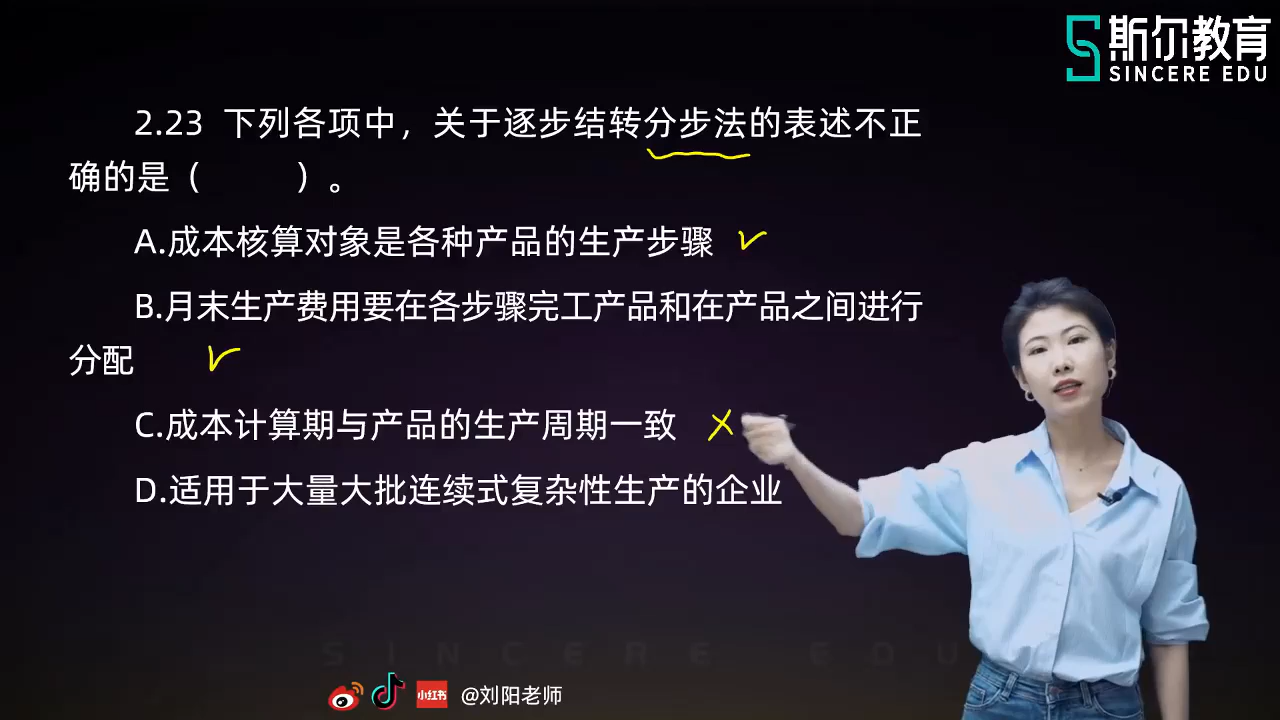 斯尔教育
SINCERE EDU
2.23 下列各项中，关于逐步结转分步法的表述不正
确的是（　　）。
A.成本核算对象是各种产品的生产步骤
B.月末生产费用要在各步骤完工产品和在产品之间进行
分配
C.成本计算期与产品的生产周期一致
D.适用于大量大批连续式复杂性生产的企业
SINCERE EDU
小红书 @刘阳老师